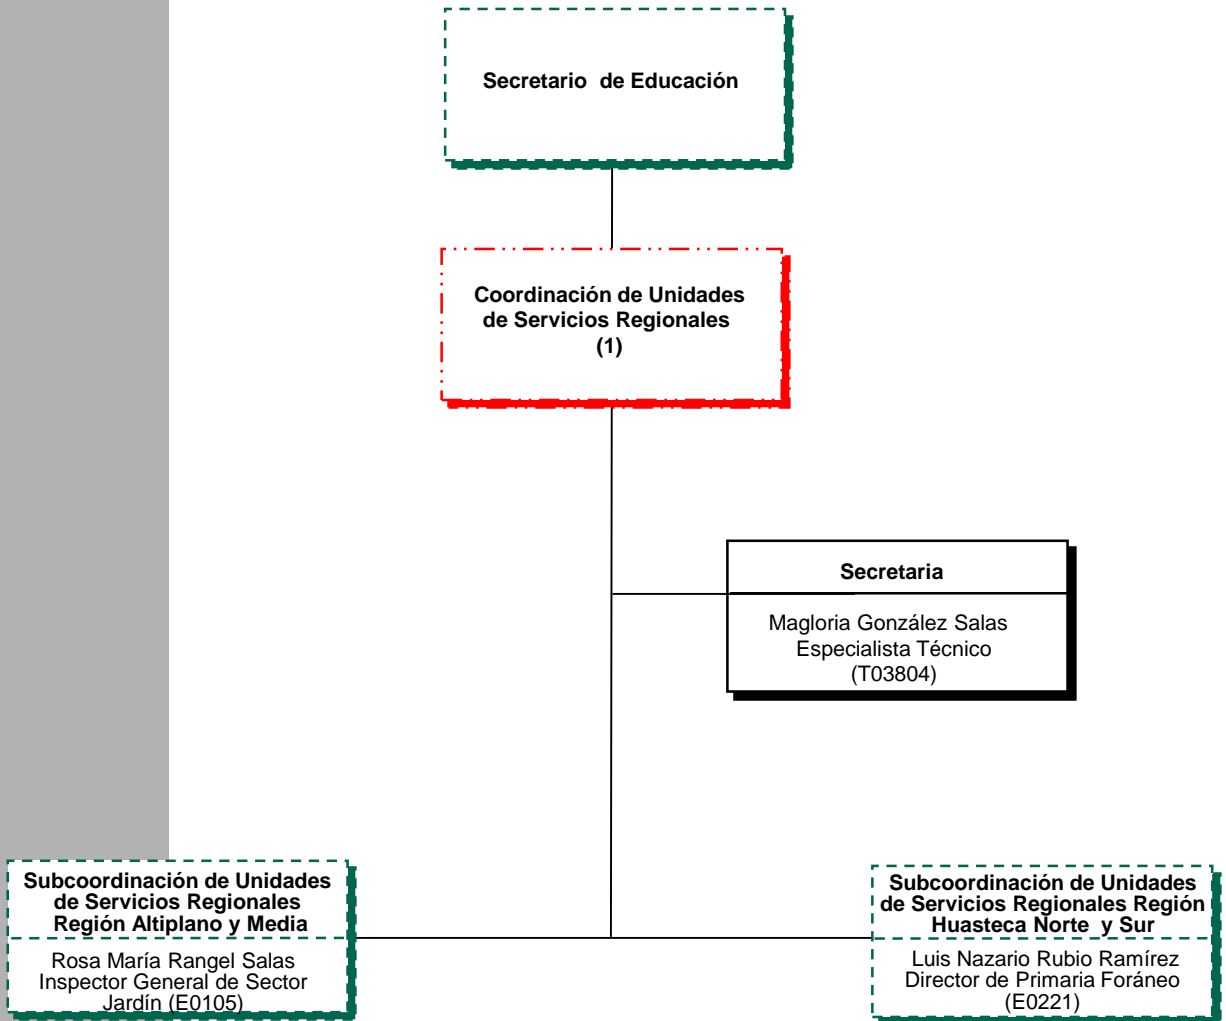 Secretario de Educación
Coordinación de Unidades
de Servicios Regionales
(1)
Secretaria
Magloria González Salas
Especialista Técnico
(T03804)
Subcoordinación de Unidades
de Servicios Regionales
Región Altiplano y Media
Rosa María Rangel Salas
Inspector General de Sector
Jardín (E0105)
Subcoordinación de Unidades
de Servicios Regionales Región
Huasteca Norte y Sur
Luis Nazario Rubio Ramírez
Director de Primaria Foráneo
(E0221)